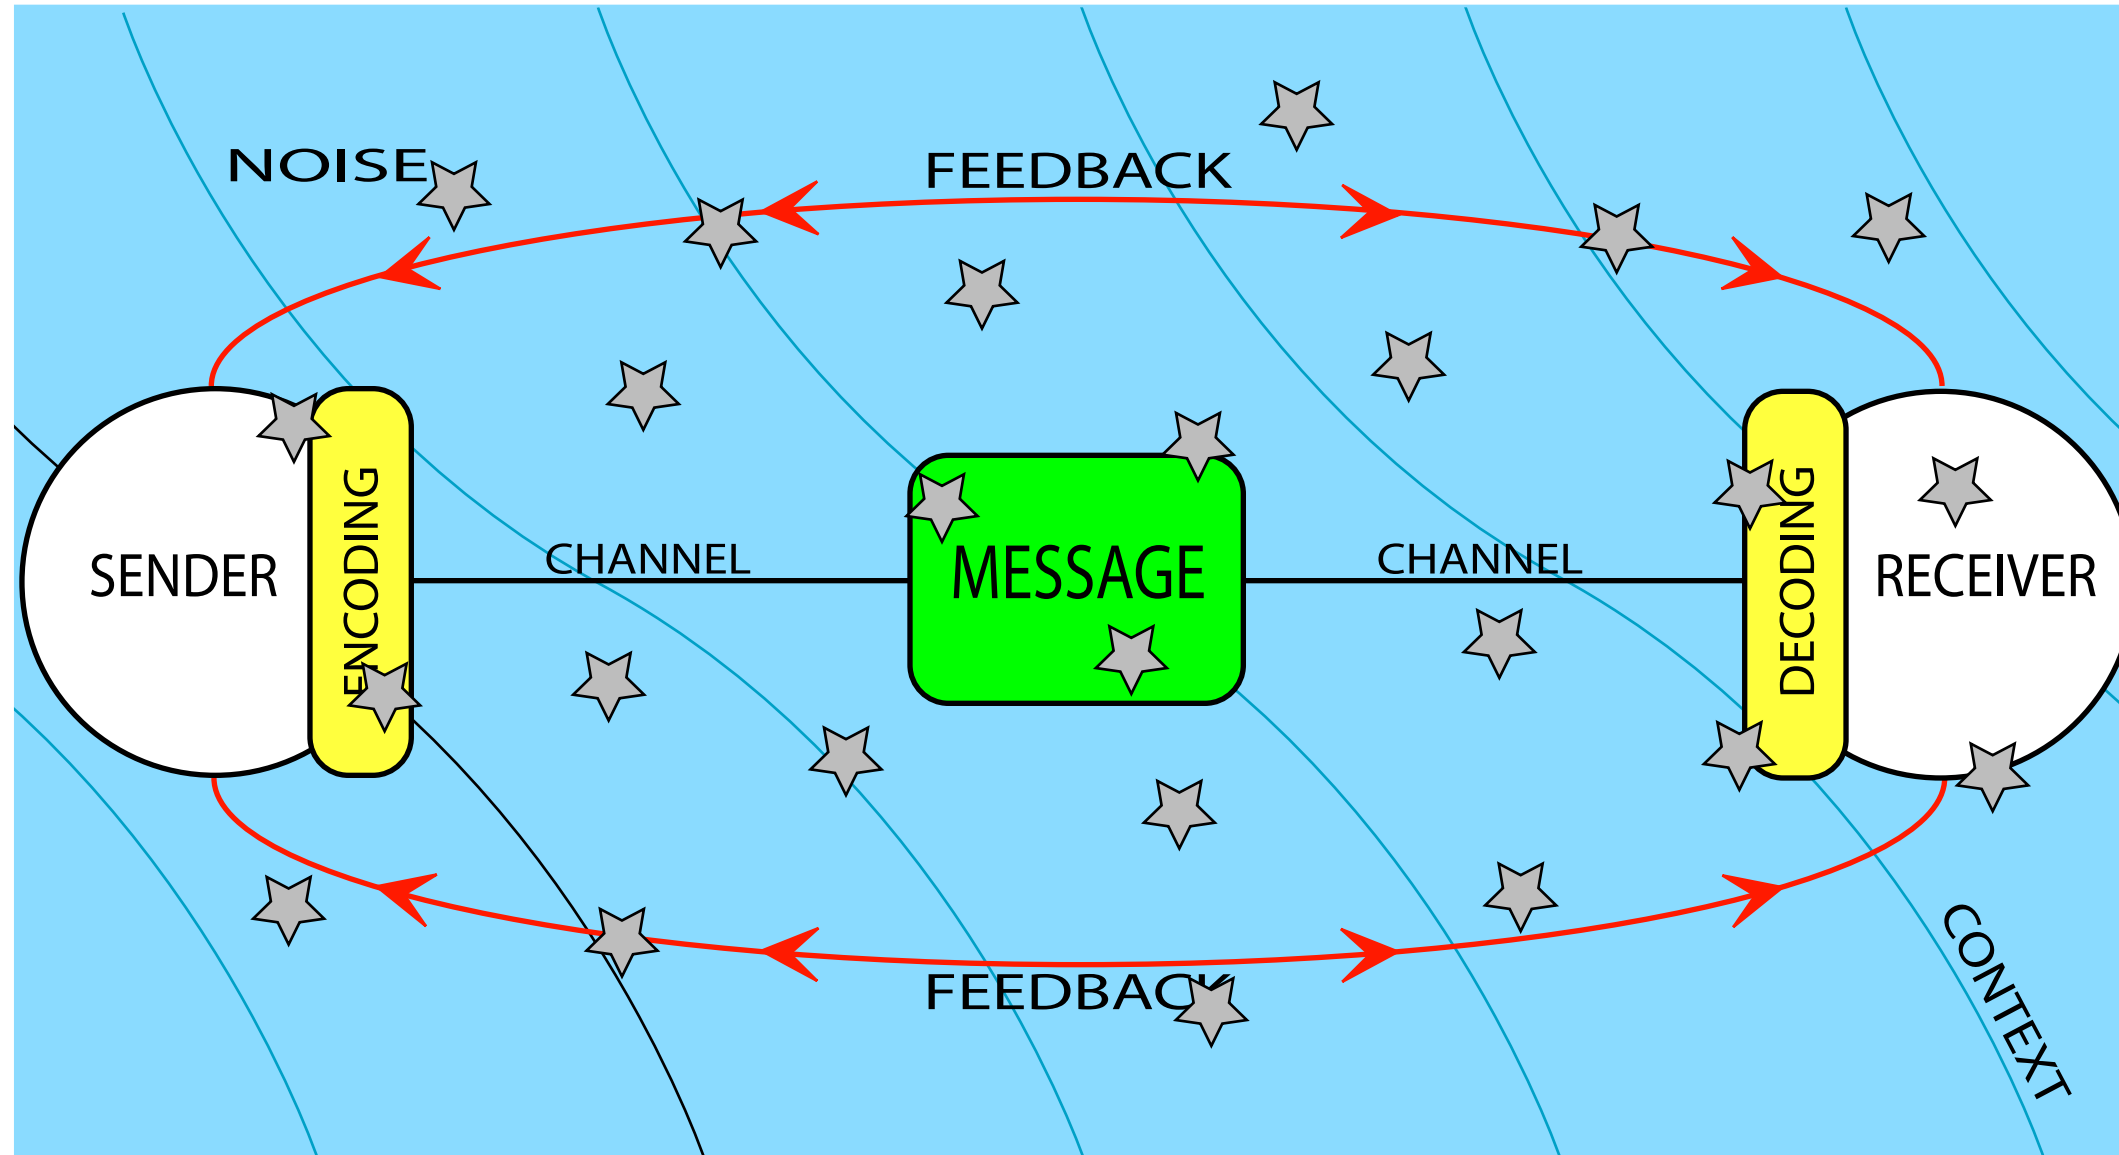 NOISE
FEEDBACK
SENDER
ENCODING
CHANNEL
MESSAGE
CHANNEL
DECODING
RECEIVER
FEEDBACK
CONTEXT